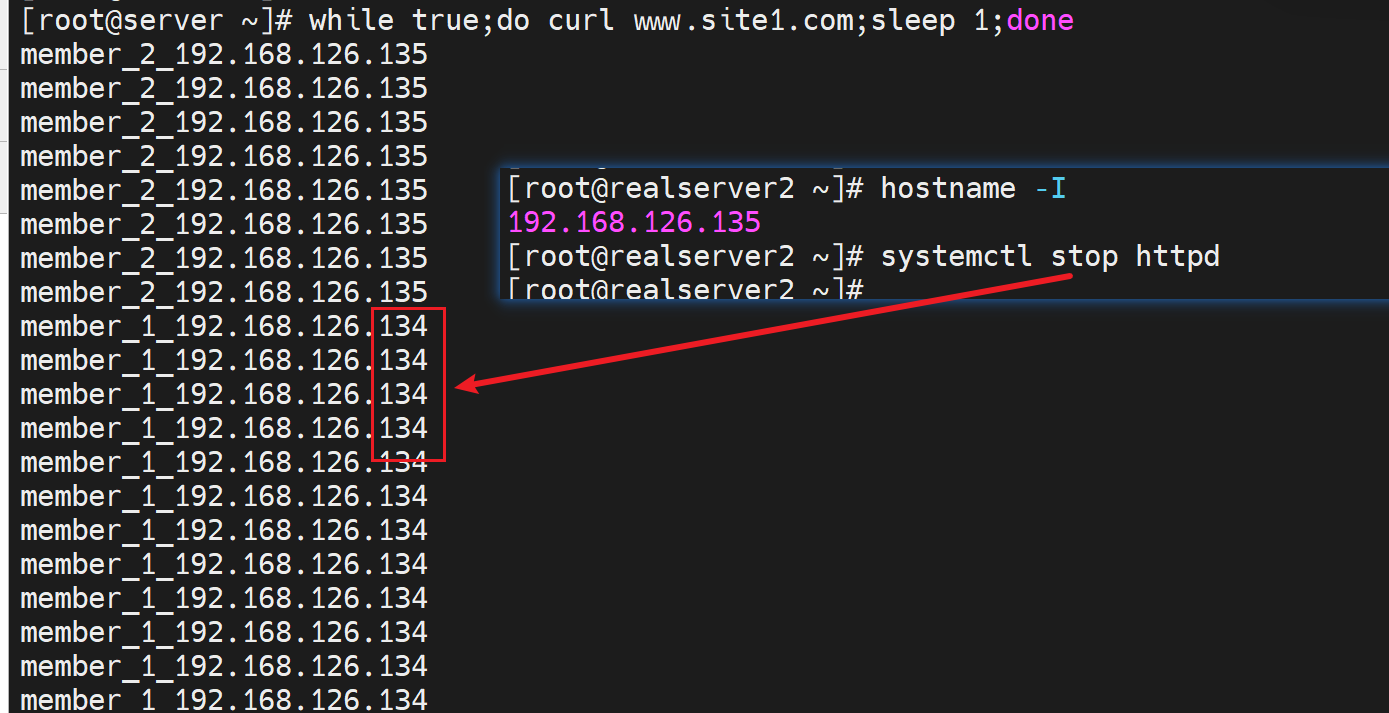 [root@server ~]# while true;do curl www.site1.com;sleep 1;done
member_2_192.168.126.135
member_2_192.168.126.135
member_2_192.168.126.135
member_2_192.168.126.135
member_2_192.168.126.135
member_2_192.168.126.135
member_2_192.168.126.135
member_2_192.168.126.135
member_1_192.168.126.134
member_1_192.168.126.134
member_1_192.168.126.134
member_1_192.168.126.134
member_1_192.168.126.134
member_1_192.168.126.134
member_1_192.168.126.134
member_1_192.168.126.134
member_1_192.168.126.134
member_1_192.168.126.134
member_1_192.168.126.134
member_1_192.168.126.134
[root@realserver2 ~]# hostname -I
192.168.126.135
[root@realserver2 ~]# systemctl stop httpd
[root@realserver2 ~]#